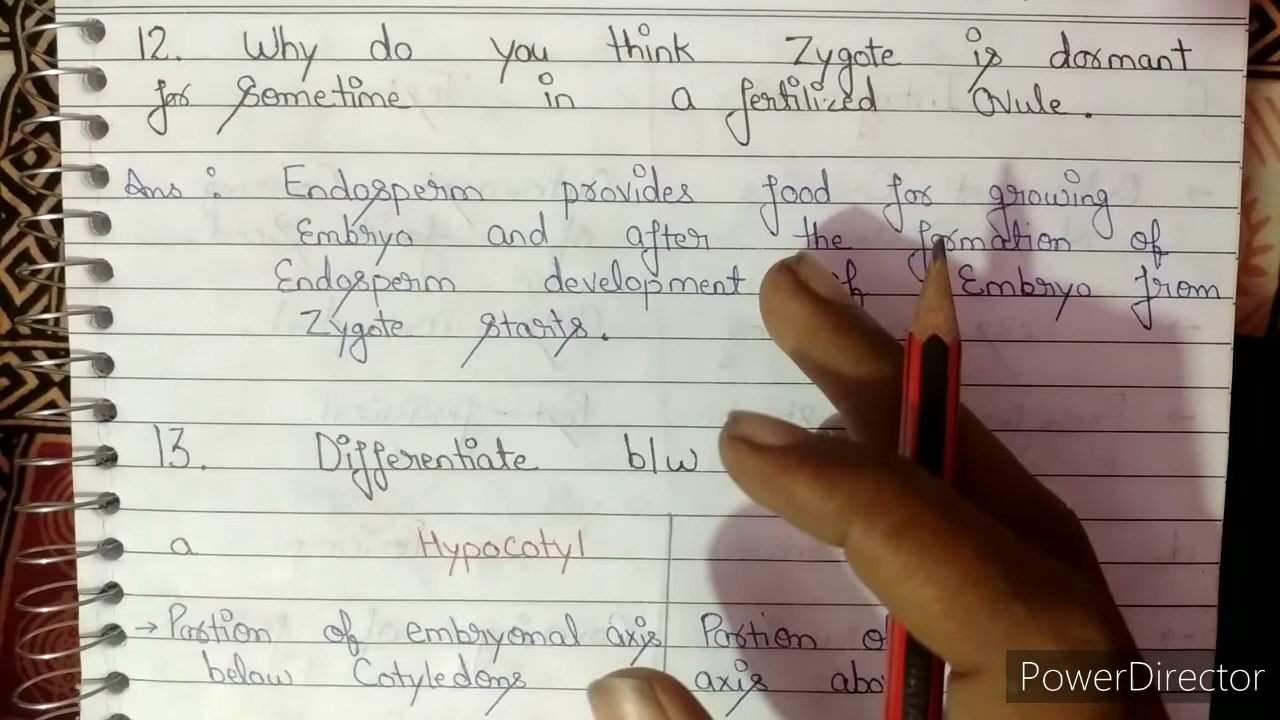 12. Why do you think Zygote is dormant
for sometime in a fertilized Ovule.
Ans : Endosperm provides food for growing
Embryo and after the formation of
Endosperm development of Embryo from
Zygote starts.
13. Differentiate b/w
a Hypocotyl
→ Portion of embryonal axis Portion
below Cotyledons axis
PowerDirector